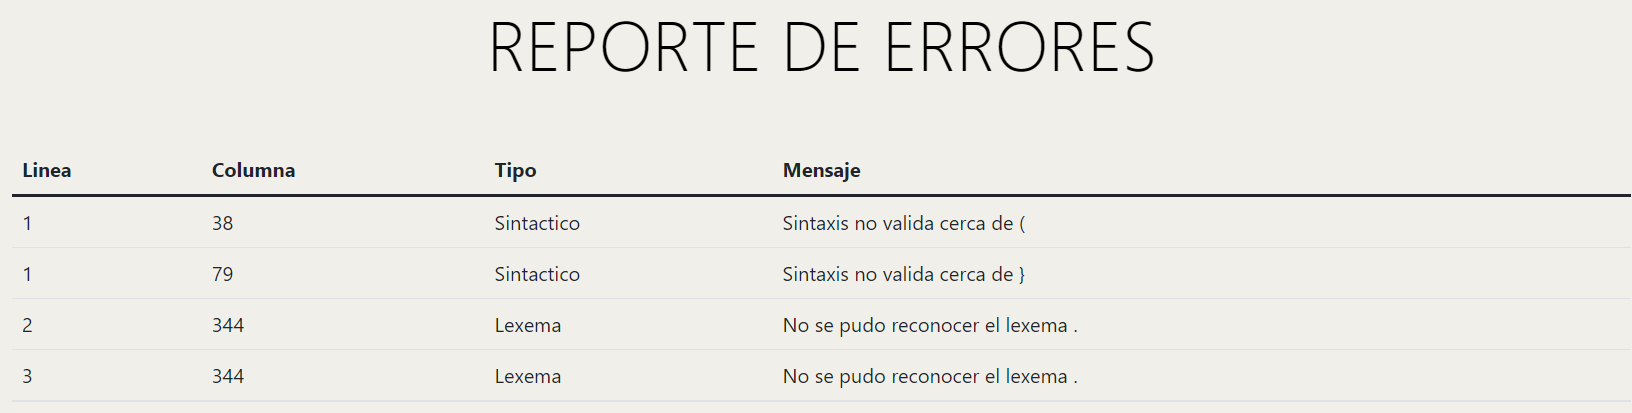 REPORTE DE ERRORES
Linea Columna Tipo Mensaje
1 38 Sintactico Sintaxis no valida cerca de (
1 79 Sintactico Sintaxis no valida cerca de }
2 344 Lexema No se pudo reconocer el lexema .
3 344 Lexema No se pudo reconocer el lexema .